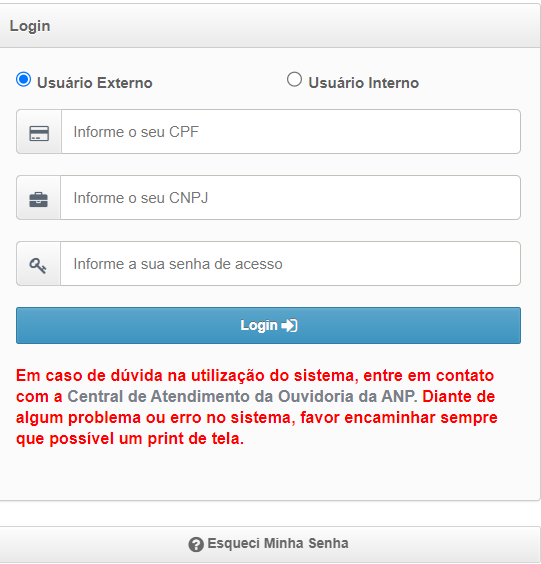 Login
Usuário Externo Usuário Interno
Informe o seu CPF
Informe o seu CNPJ
Informe a sua senha de acesso
Login
Em caso de dúvida na utilização do sistema, entre em contato
com a Central de Atendimento da Ouvidoria da ANP. Diante de
algum problema ou erro no sistema, favor encaminhar sempre
que possível um print de tela.
Esqueci Minha Senha